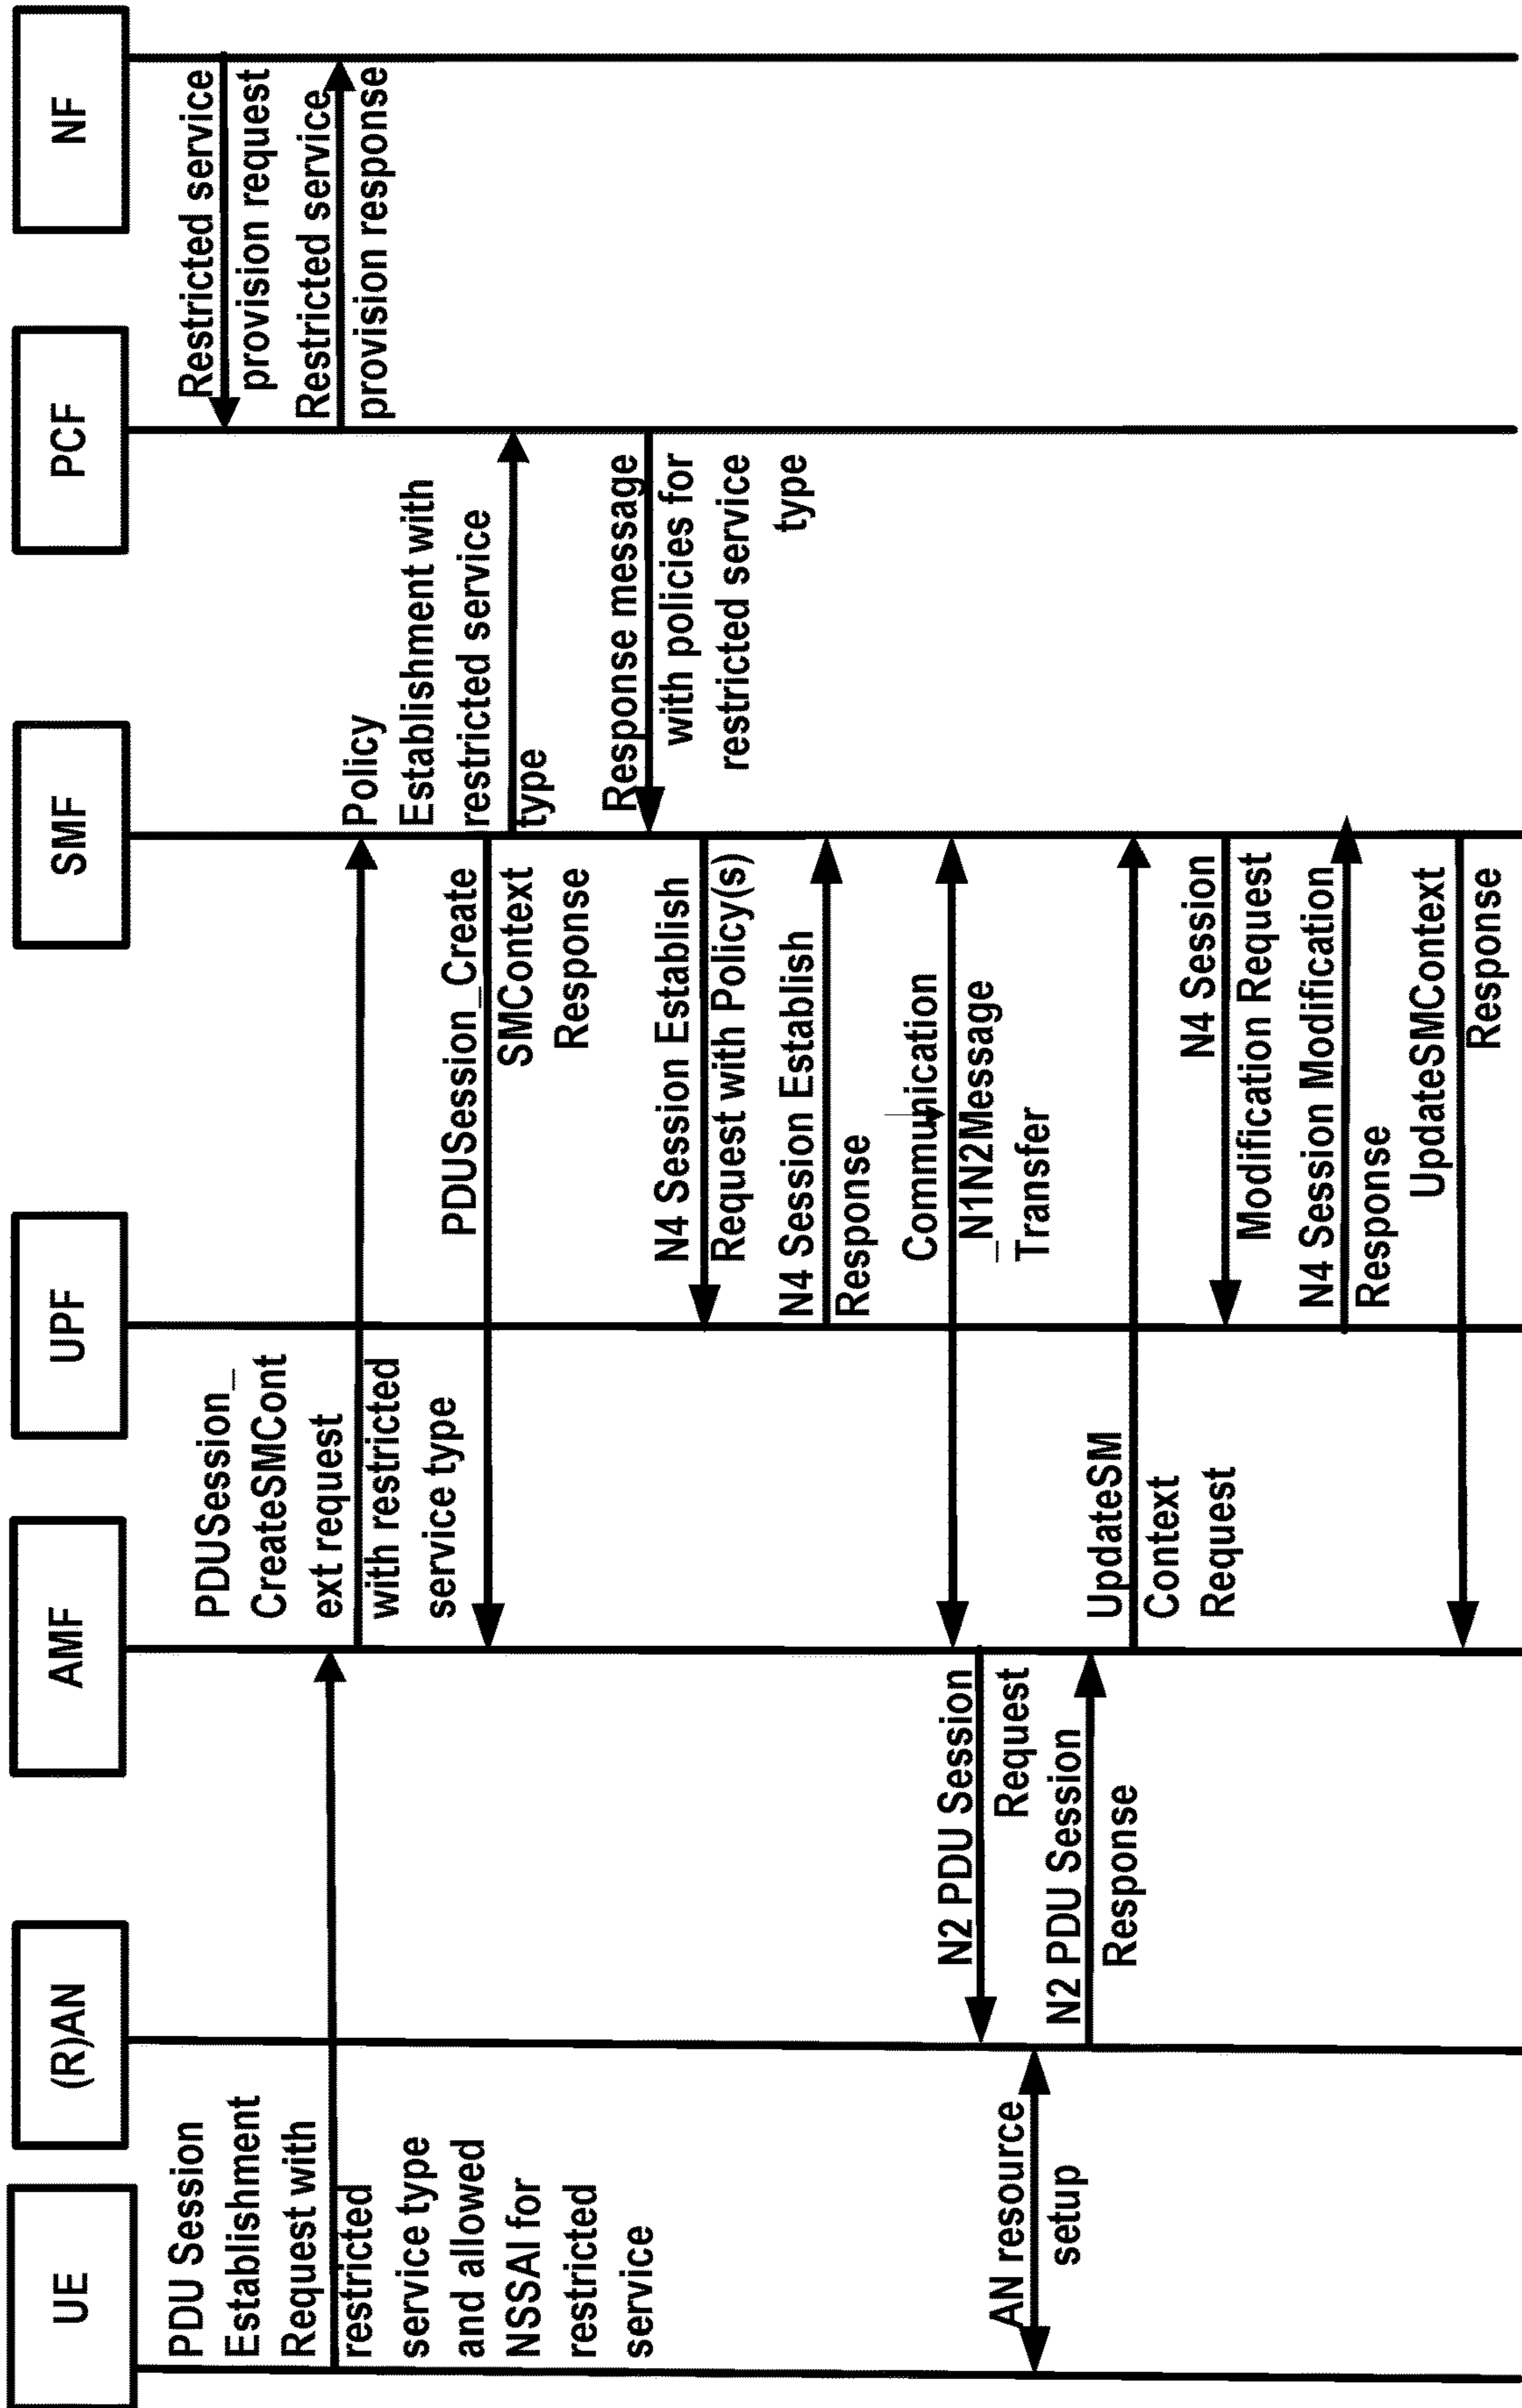 UE
(R)AN
AMF
UPF
SMF
PCF
NF
Restricted service
provision request
Restricted service
provision response
PDU Session
Establishment
Request with
restricted
service type
and allowed
NSSAI for
restricted
service
PDUSession_
CreateSMCont
ext request
with restricted
service type
Policy
Establishment with
restricted service
type
PDUSession_Create
SMContext
Response
Response message
with policies for
restricted service
type
N4 Session Establish
Request with Policy(s)
N4 Session Establish
Response
Communication
_N1N2Message
Transfer
N2 PDU Session
Request
AN resource
setup
N2 PDU Session
Response
UpdateSM
Context
Request
N4 Session
Modification Request
N4 Session Modification
Response
UpdateSMContext
Response